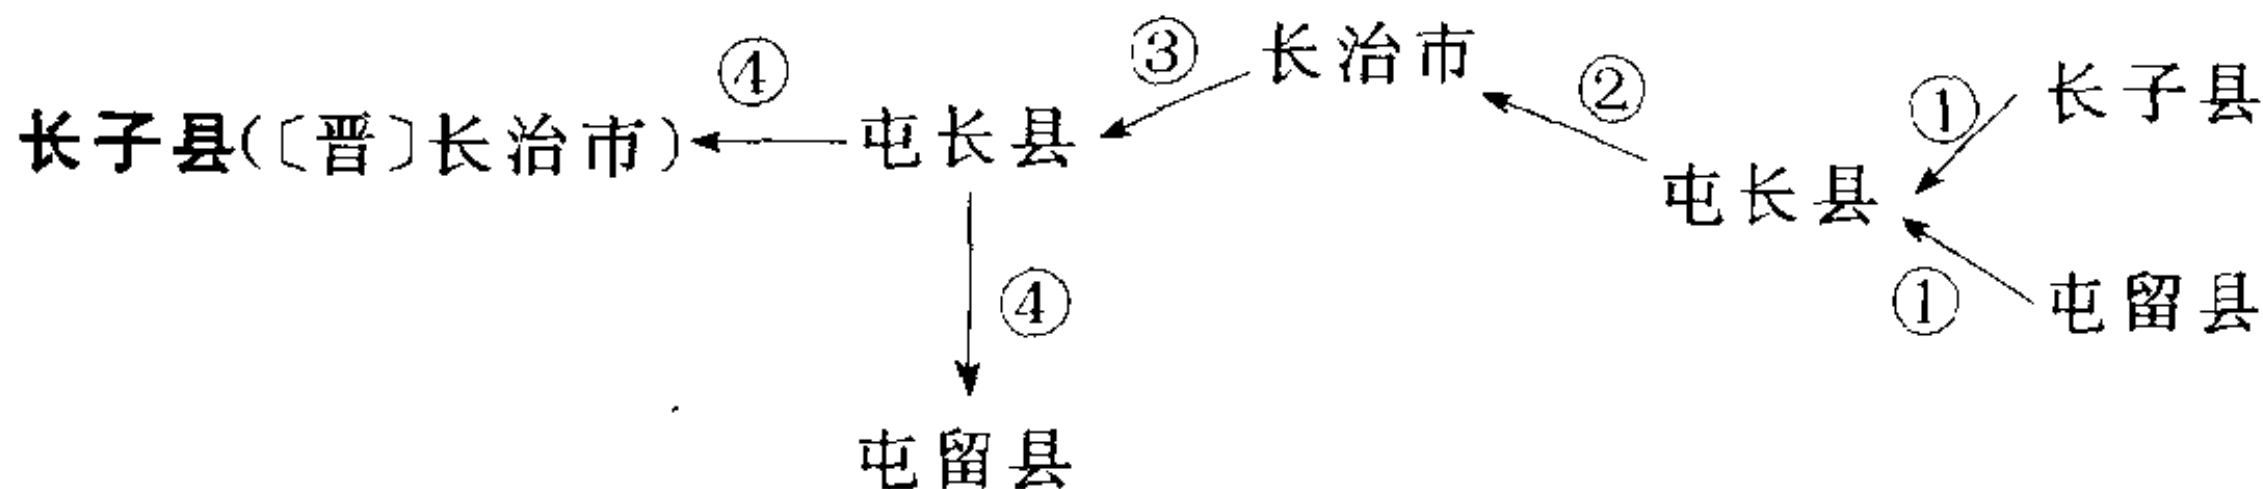 长子县(〔晋〕长治市)
④
屯长县
③
长治市
②
屯长县
①
长子县
①
屯留县
④
屯留县